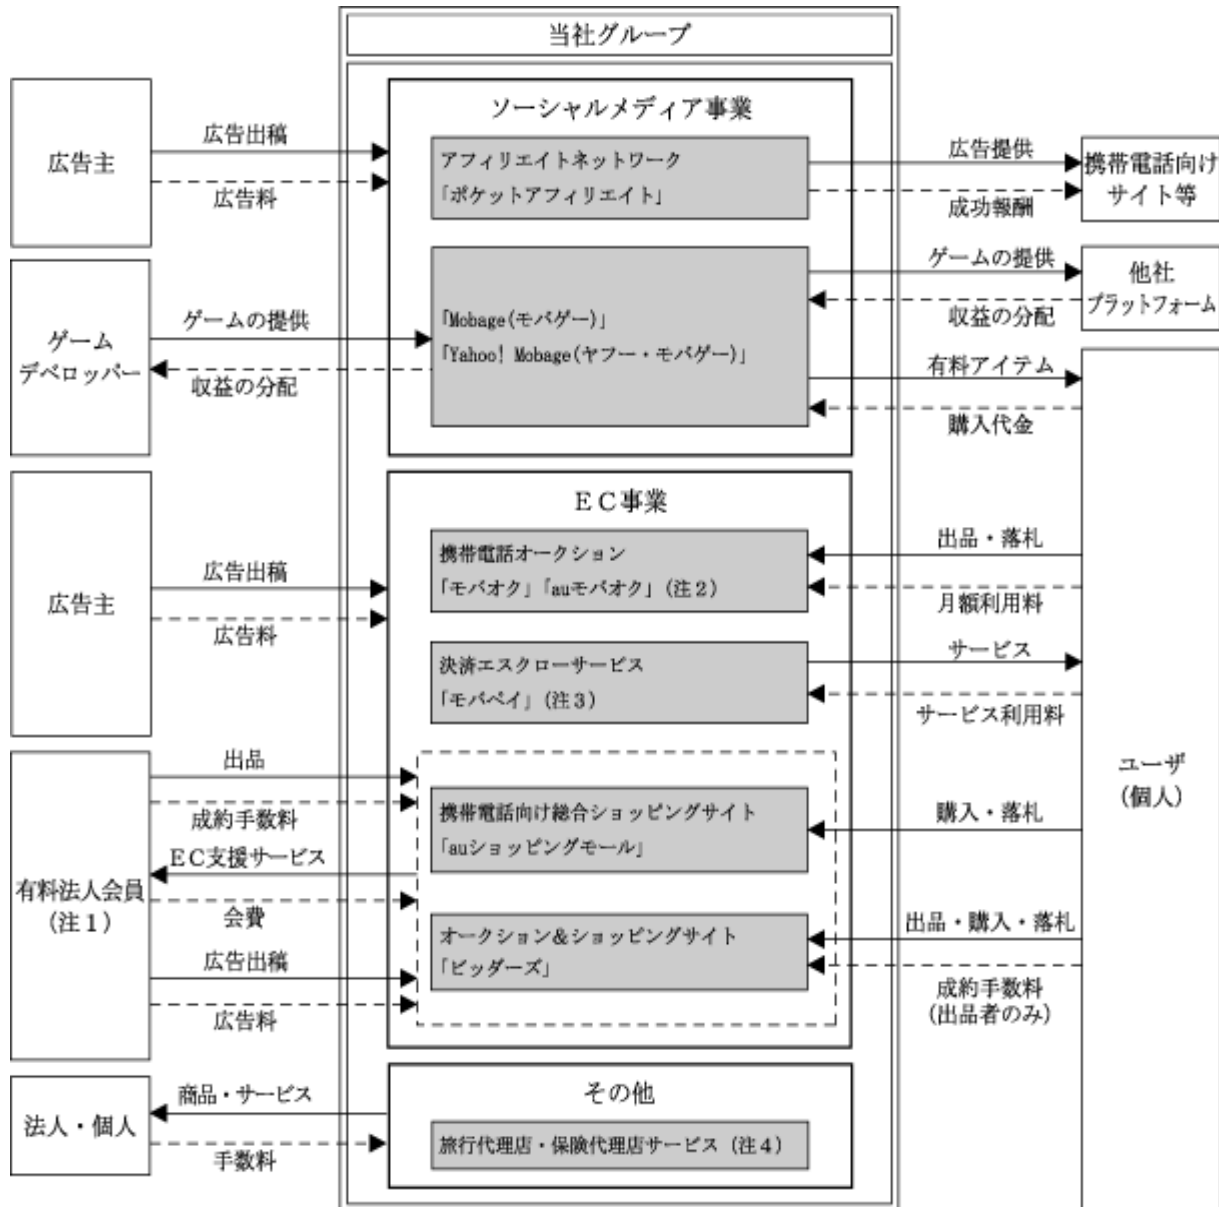 当社グループ
ソーシャルメディア事業
広告主
広告出稿
広告料
アフィリエイトネットワーク
「ポケットアフィリエイト」
広告提供
成功報酬
携帯電話向け
サイト等
ゲーム
デベロッパー
ゲームの提供
収益の分配
「Mobage(モバゲー)」
「Yahoo! Mobage(ヤフー・モバゲー)」
ゲームの提供
収益の分配
他社
プラットフォーム
有料アイテム
購入代金
EC事業
広告主
広告出稿
広告料
携帯電話オークション
「モバオク」「auモバオク」(注2)
出品・落札
月額利用料
決済エスクローサービス
「モバペイ」(注3)
サービス
サービス利用料
ユーザ
(個人)
有料法人会員
(注1)
出品
成約手数料
EC支援サービス
会費
広告出稿
広告料
携帯電話向け総合ショッピングサイト
「auショッピングモール」
購入・落札
オークション&ショッピングサイト
「ビッダーズ」
出品・購入・落札
成約手数料
(出品者のみ)
その他
法人・個人
商品・サービス
手数料
旅行代理店・保険代理店サービス(注4)